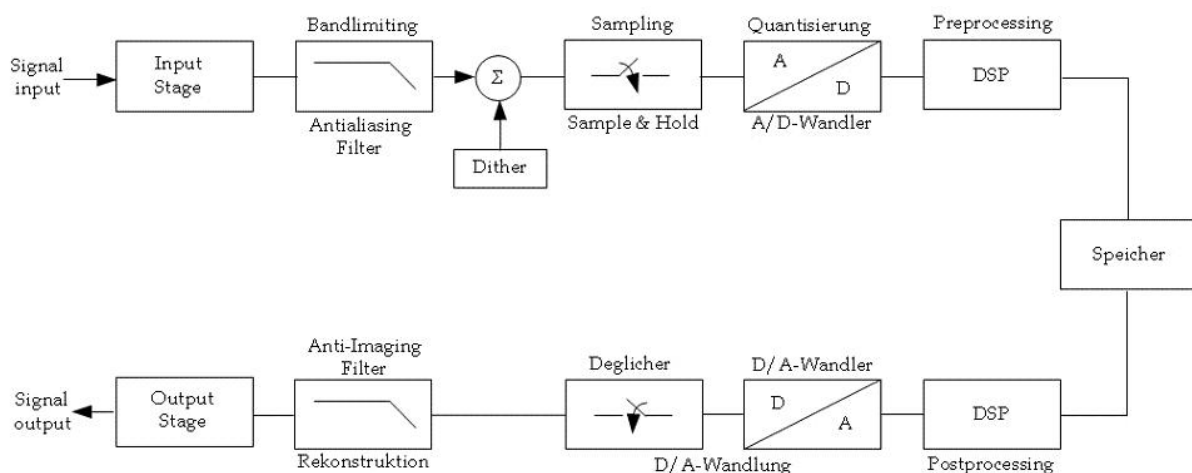 Bandlimiting
Sampling
Quantisierung
Preprocessing
Signal
input
Input
Stage
Σ
A
D
DSP
Antialiasing
Filter
Sample & Hold
A/D-Wandler
Dither
Speicher
Anti-Imaging
Filter
Deglicher
D/A-Wandler
Signal
output
Output
Stage
D
A
DSP
Rekonstruktion
D/A-Wandlung
Postprocessing